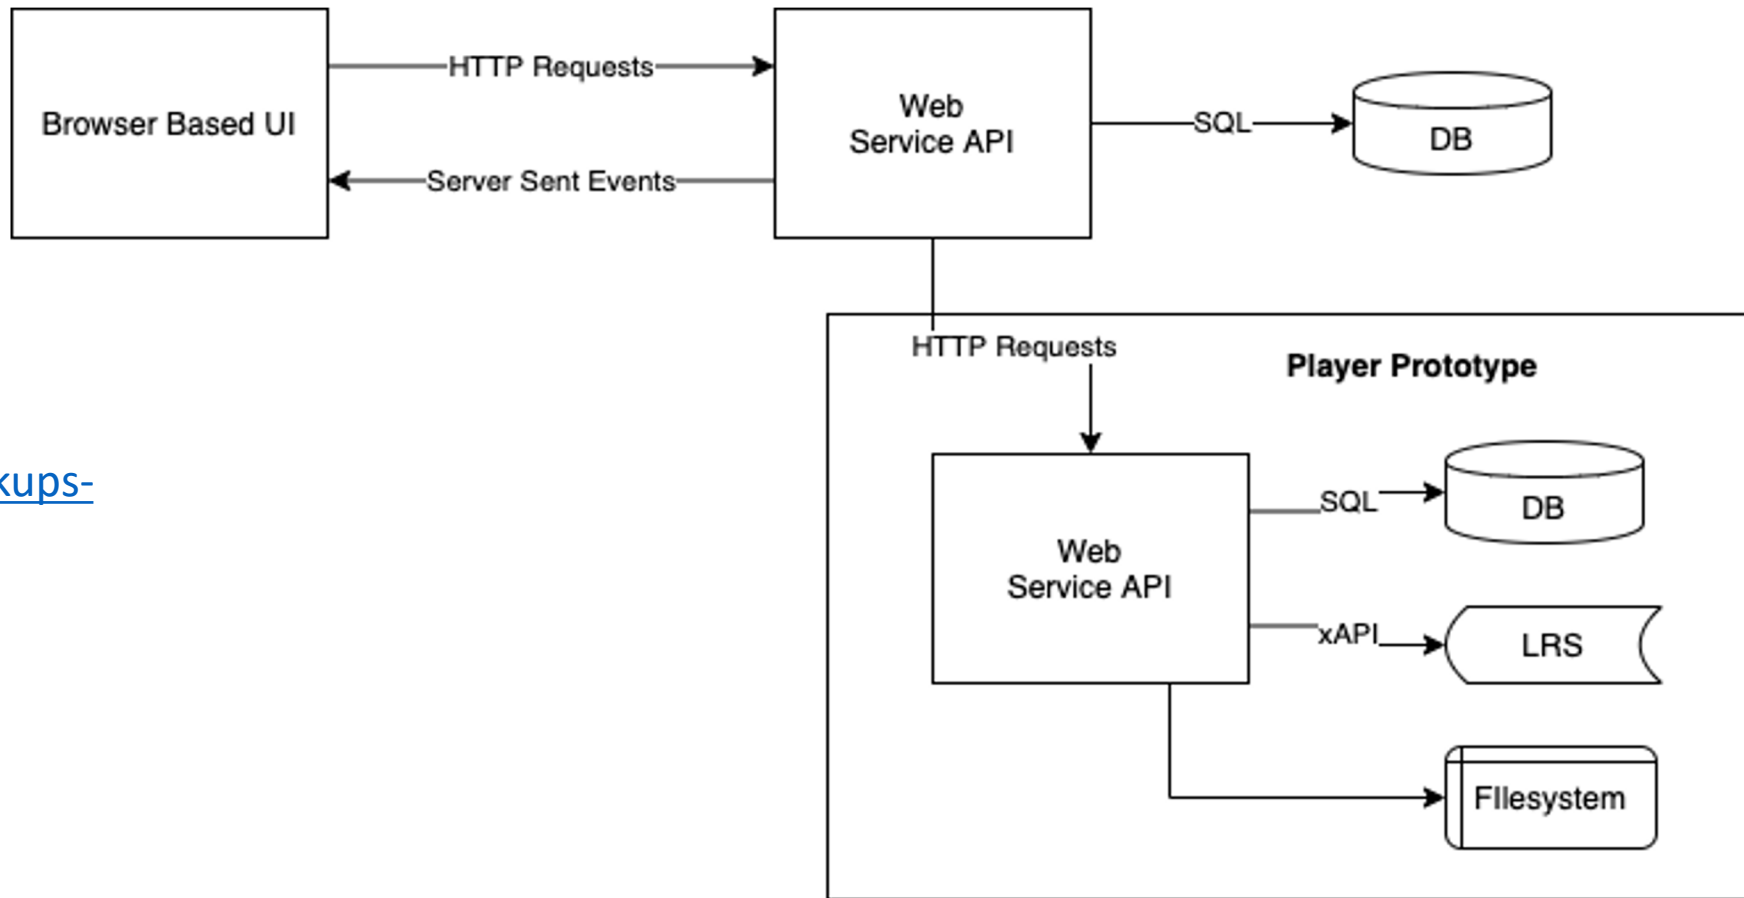 Browser Based UI
HTTP Requests
Server Sent Events
Web
Service API
SQL
DB
HTTP Requests
Player Prototype
kups-
Web
Service API
SQL
DB
xAPI
LRS
FIlesystem